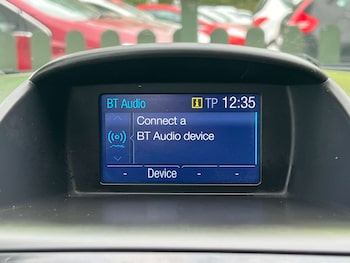 BT Audio
TP 12:35
Connect a
BT Audio device
- Device - -